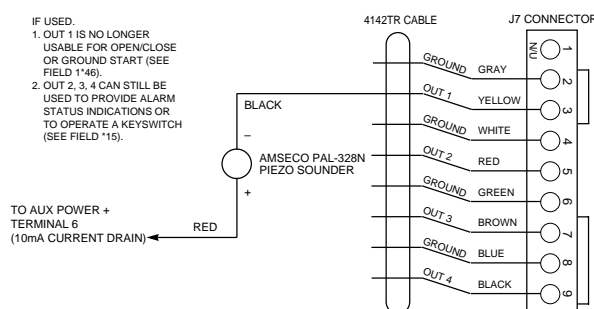 IF USED.
1. OUT 1 IS NO LONGER
USABLE FOR OPEN/CLOSE
OR GROUND START (SEE
FIELD 1*46).
2. OUT 2, 3, 4 CAN STILL BE
USED TO PROVIDE ALARM
STATUS INDICATIONS OR
TO OPERATE A KEYSWITCH
(SEE FIELD *15).
4142TR CABLE
J7 CONNECTOR
N/U
1
GROUND GRAY 2
OUT 1 YELLOW 3
GROUND WHITE 4
OUT 2 RED 5
GROUND GREEN 6
OUT 3 BROWN 7
GROUND BLUE 8
OUT 4 BLACK 9
BLACK
–
AMSECO PAL-328N
PIEZO SOUNDER
+
RED
TO AUX POWER +
TERMINAL 6
(10mA CURRENT DRAIN)